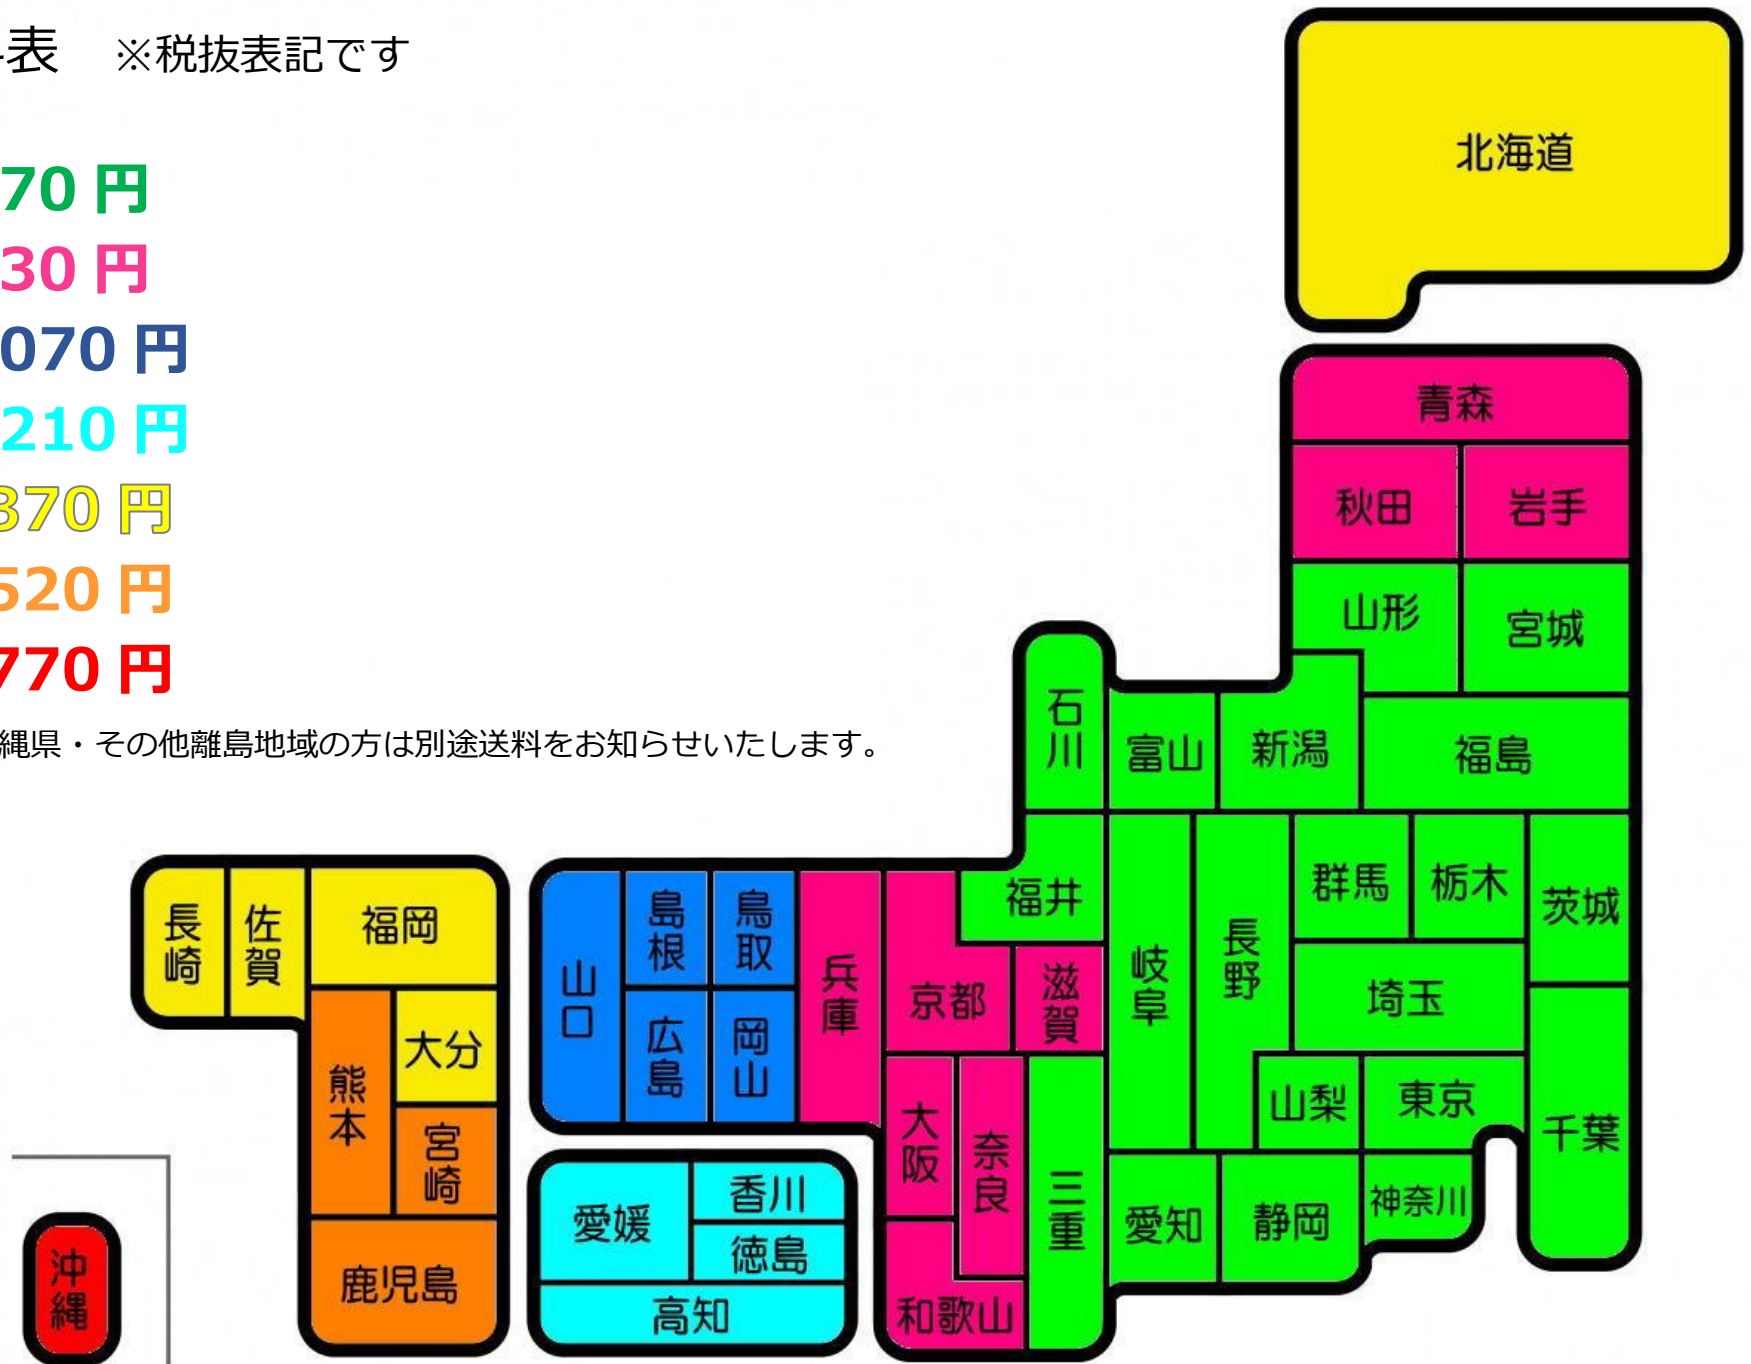 表 ※税抜表記です
70 円
30 円
070 円
210 円
370 円
520 円
770 円
縄県・その他離島地域の方は別途送料をお知らせいたします。
北海道
青森
秋田 岩手
山形 宮城
石川 富山 新潟 福島
福井 岐阜 長野 群馬 栃木 茨城
埼玉
山梨 東京 千葉
愛知 静岡 神奈川
長崎 佐賀 福岡
熊本 大分
宮崎
鹿児島
沖縄
山口 島根 鳥取 兵庫 京都 滋賀
広島 岡山
大阪 奈良 三重
和歌山
愛媛 香川
徳島
高知